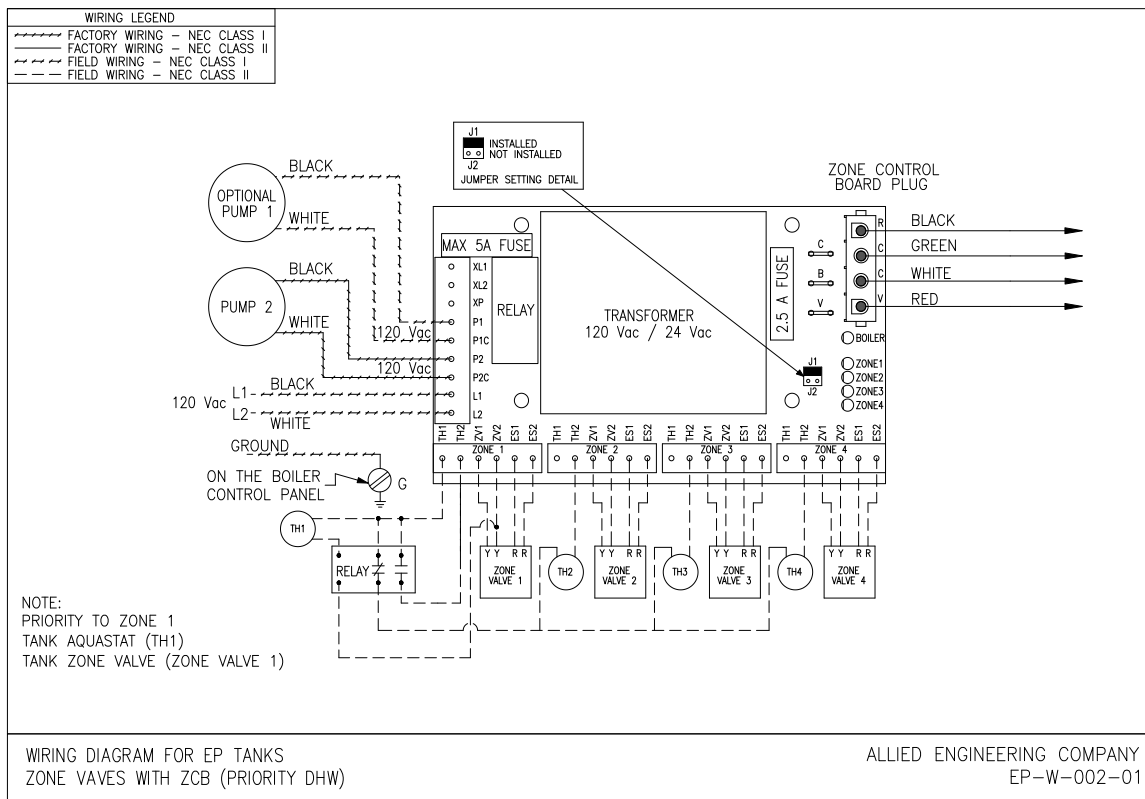 WIRING LEGEND
FACTORY WIRING – NEC CLASS I
FACTORY WIRING – NEC CLASS II
FIELD WIRING – NEC CLASS I
FIELD WIRING – NEC CLASS II
J1
INSTALLED
NOT INSTALLED
J2
JUMPER SETTING DETAIL
OPTIONAL
PUMP 1
BLACK
WHITE
PUMP 2
BLACK
WHITE
120 Vac
120 Vac
120 Vac
L1
BLACK
L2
WHITE
GROUND
ON THE BOILER
CONTROL PANEL
G
MAX 5A FUSE
XL1
XL2
XP
P1
P1C
P2
P2C
L1
L2
RELAY
TRANSFORMER
120 Vac / 24 Vac
2.5 A FUSE
C
B
V
ZONE CONTROL
BOARD PLUG
R
BLACK
C
GREEN
C
WHITE
V
RED
BOILER
ZONE1
ZONE2
ZONE3
ZONE4
J1
J2
TH1 TH2 ZV1 ZV2 ES1 ES2
ZONE 1
TH1 TH2 ZV1 ZV2 ES1 ES2
ZONE 2
TH1 TH2 ZV1 ZV2 ES1 ES2
ZONE 3
TH1 TH2 ZV1 ZV2 ES1 ES2
ZONE 4
TH1
RELAY
Y Y R R
ZONE
VALVE 1
TH2
Y Y R R
ZONE
VALVE 2
TH3
Y Y R R
ZONE
VALVE 3
TH4
Y Y R R
ZONE
VALVE 4
NOTE:
PRIORITY TO ZONE 1
TANK AQUASTAT (TH1)
TANK ZONE VALVE (ZONE VALVE 1)
WIRING DIAGRAM FOR EP TANKS
ZONE VAVES WITH ZCB (PRIORITY DHW)
ALLIED ENGINEERING COMPANY
EP–W–002–01